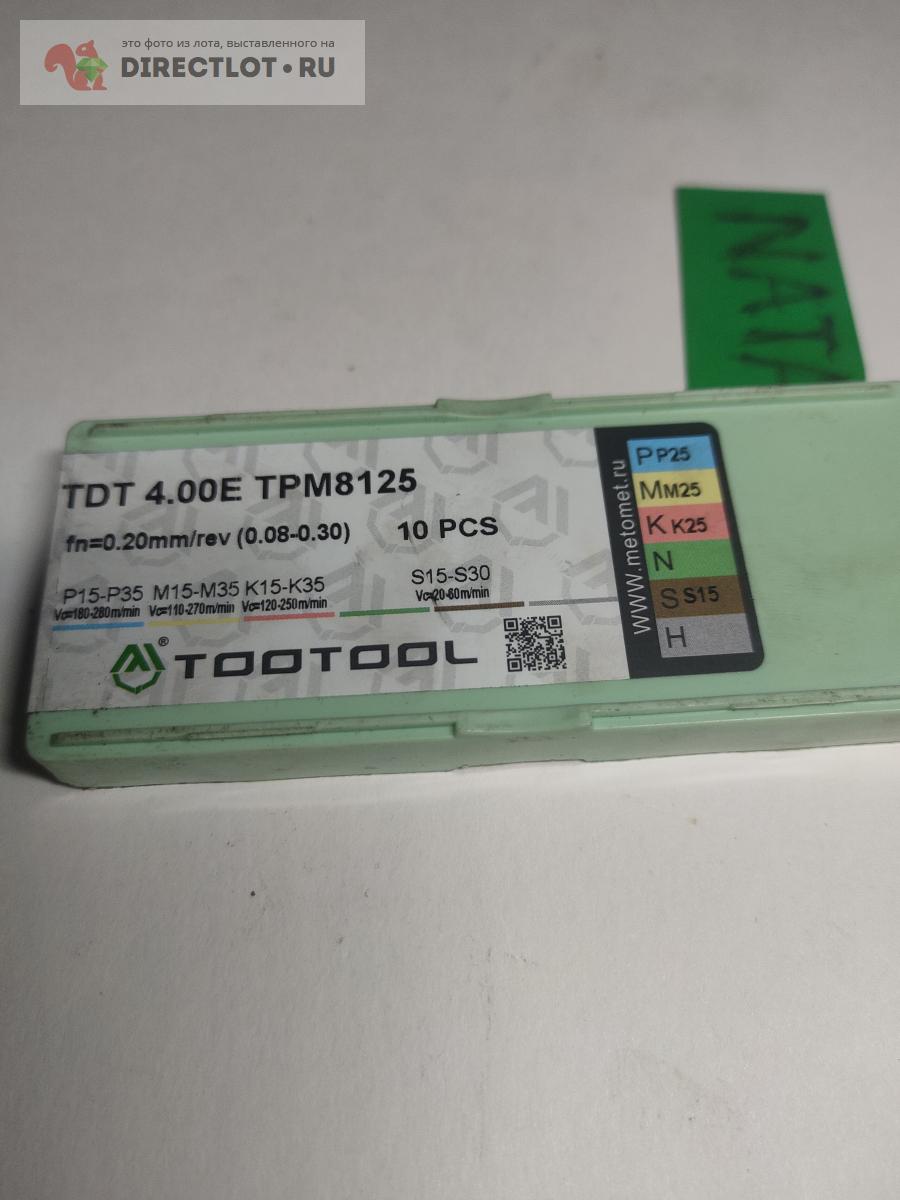 это фото из лота, выставленного на
DIRECTLOT•RU
NATA
TDT 4.00E TPM8125
fn=0.20mm/rev (0.08-0.30) 10 PCS
P15-P35 M15-M35 K15-K35 S15-S30
Vc=180-280m/min Vc=110-270m/min Vc=120-250m/min Vc=20-60m/min
® TOOTOOL
www.metomet.ru
P P25
M M25
K K25
N
S S15
H